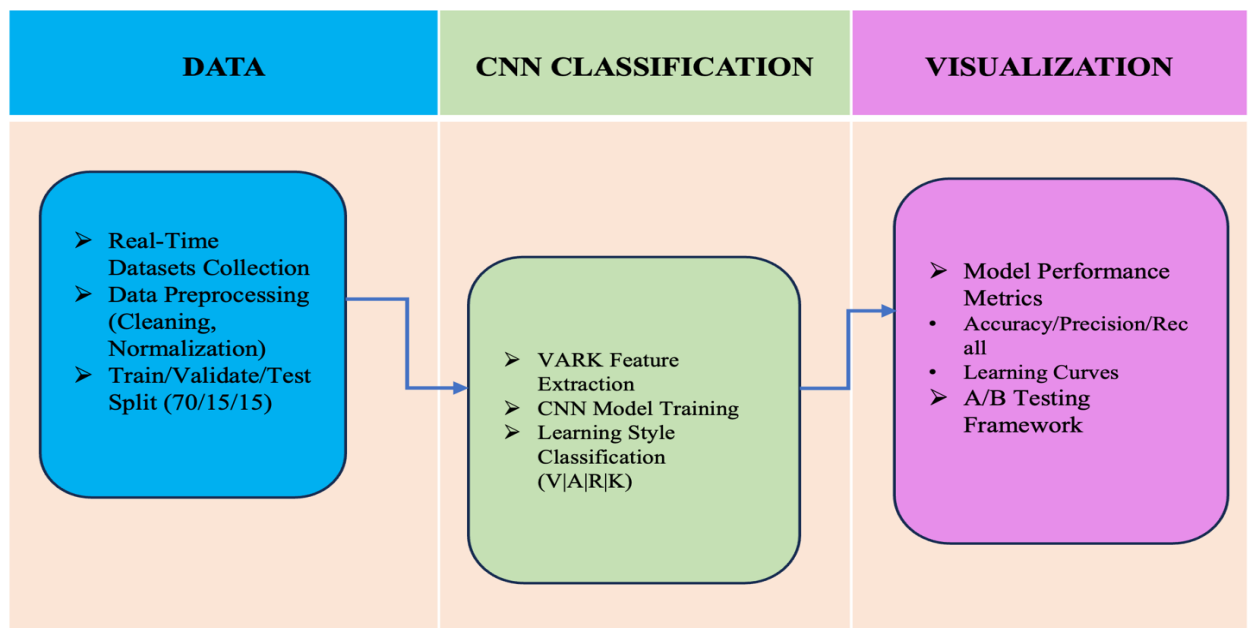 DATA
CNN CLASSIFICATION
VISUALIZATION
➢ Real-Time
Datasets Collection
➢ Data Preprocessing
(Cleaning,
Normalization)
➢ Train/Validate/Test
Split (70/15/15)
➢ VARK Feature
Extraction
➢ CNN Model Training
➢ Learning Style
Classification
(V|A|R|K)
➢ Model Performance
Metrics
• Accuracy/Precision/Rec
all
• Learning Curves
➢ A/B Testing
Framework